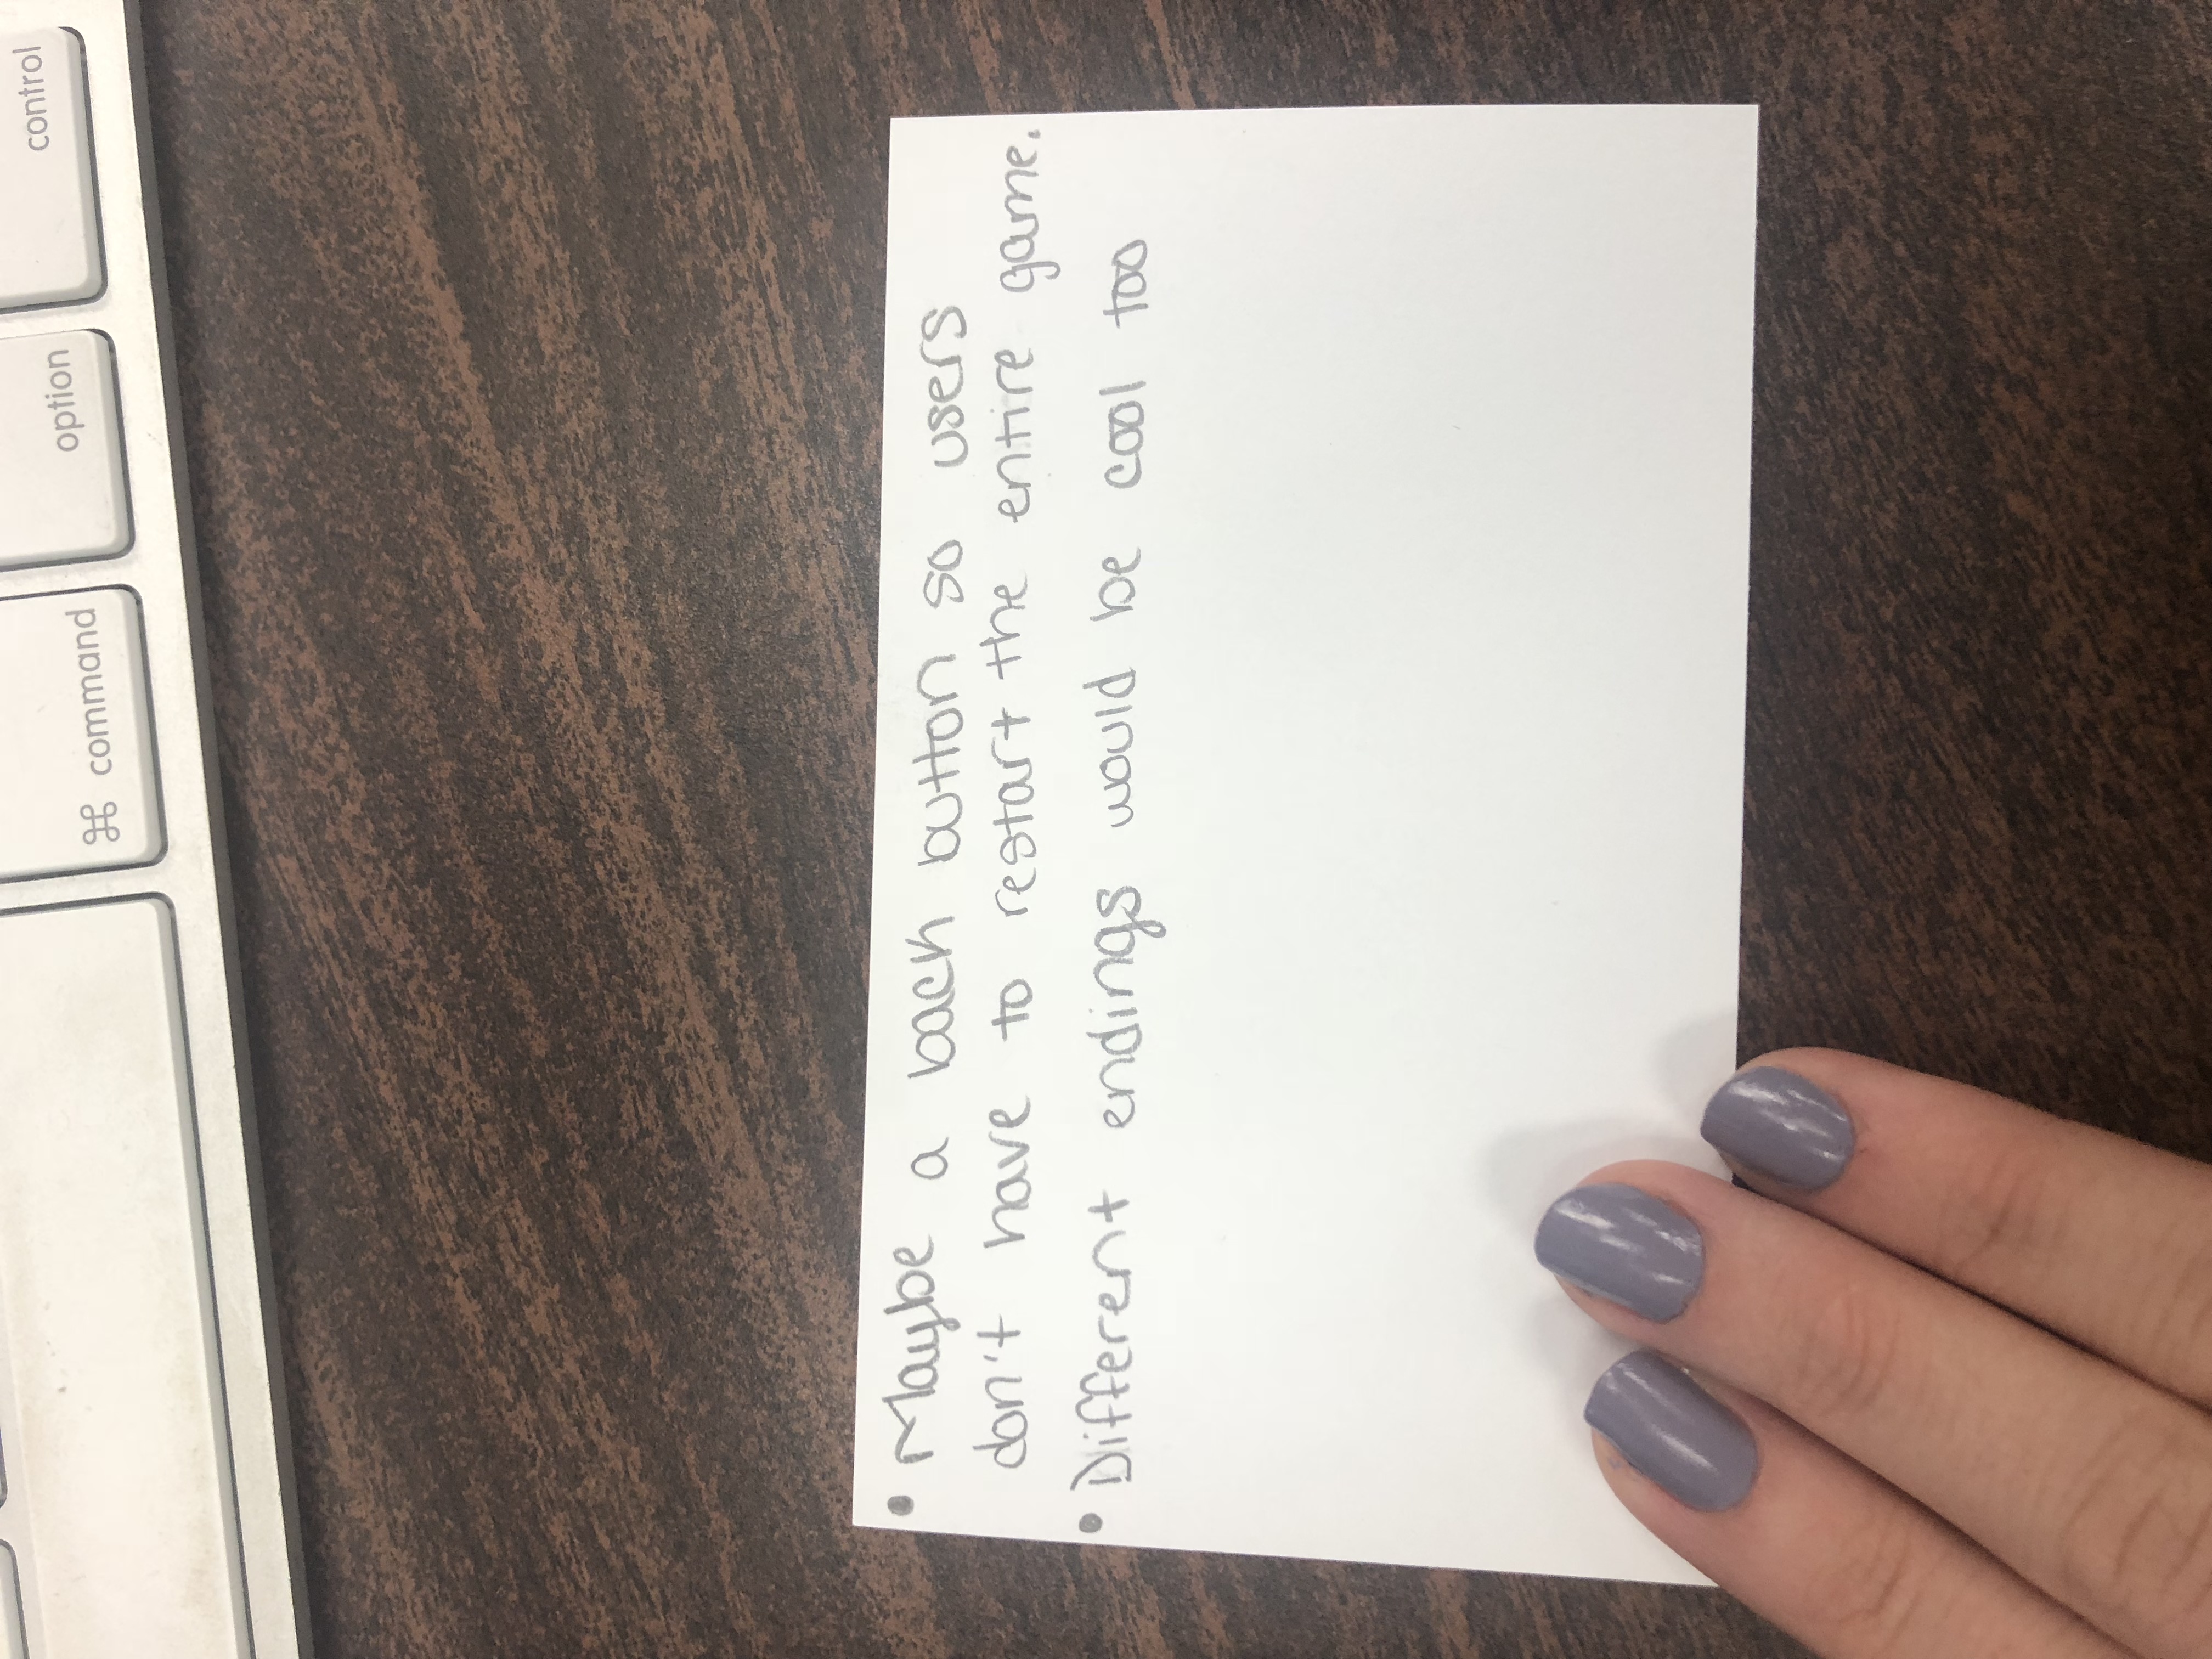 ⌘ command
option
control
• Maybe a back button so users
don't have to restart the entire game.
• Different endings would be cool too